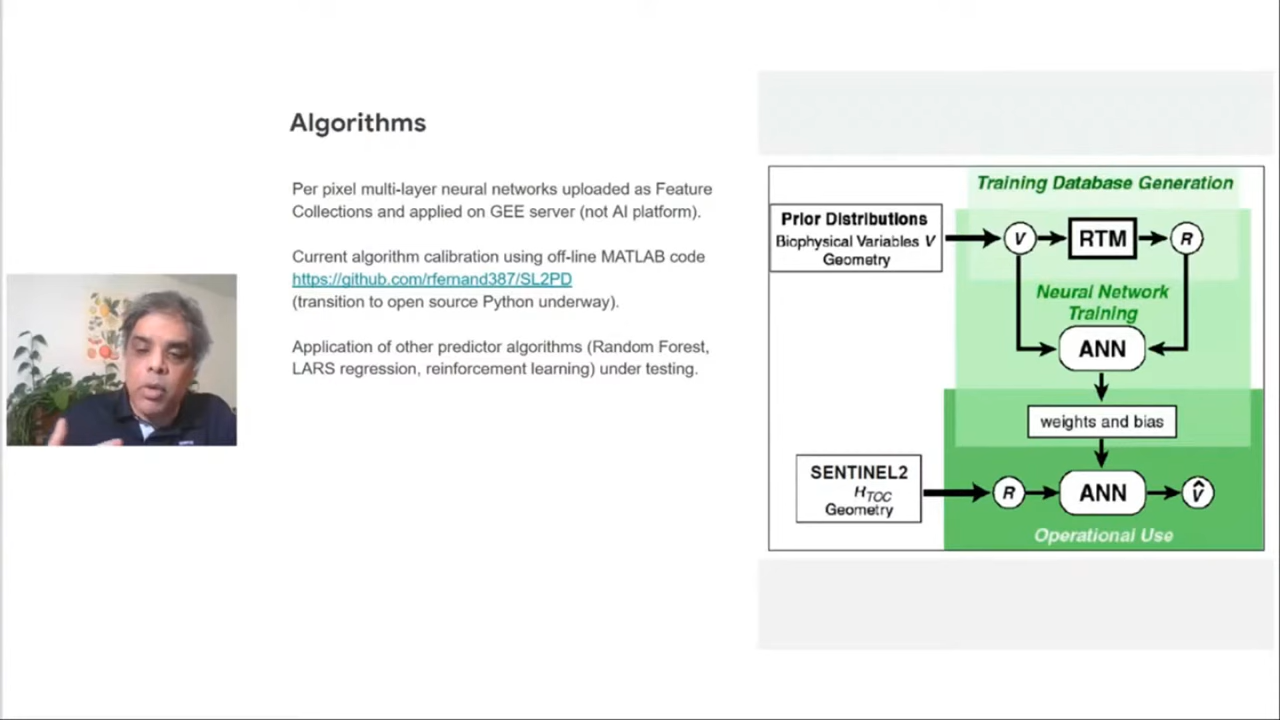 Algorithms
Per pixel multi-layer neural networks uploaded as Feature
Collections and applied on GEE server (not AI platform).
Current algorithm calibration using off-line MATLAB code
https://github.com/rfernand387/SL2PD
(transition to open source Python underway).
Application of other predictor algorithms (Random Forest,
LARS regression, reinforcement learning) under testing.
Training Database Generation
Prior Distributions
Biophysical Variables V
Geometry
V
RTM
R
Neural Network
Training
ANN
weights and bias
SENTINEL2
HTOC
Geometry
R
ANN
V̂
Operational Use